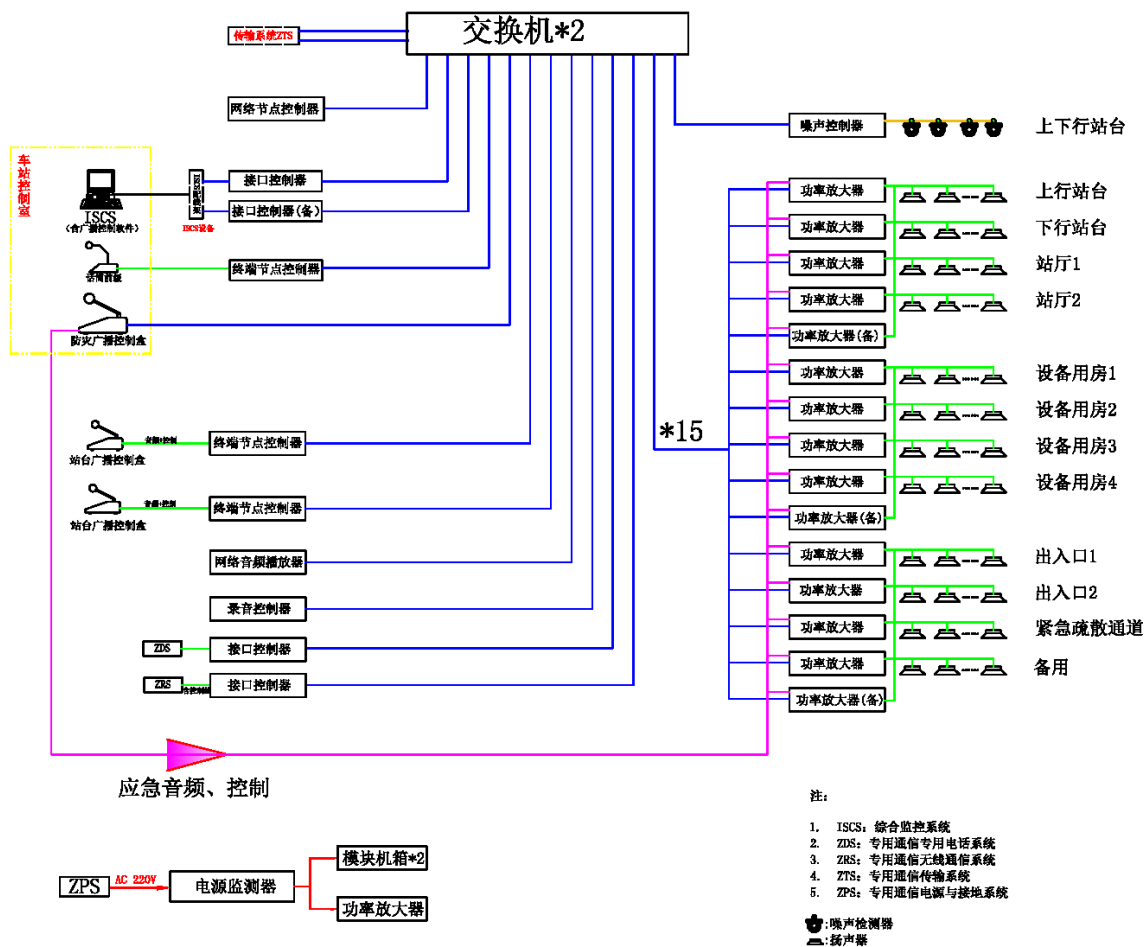 交换机*2
传输系统ZTS
网络节点控制器
噪声控制器
上下行站台
车站控制室
ISCS
(含广播控制软件)
ISCS设备
接口控制器
接口控制器(备)
终端节点控制器
防灾广播控制盒
功率放大器
上行站台
功率放大器
下行站台
功率放大器
站厅1
功率放大器
站厅2
功率放大器(备)
功率放大器
设备用房1
功率放大器
设备用房2
功率放大器
设备用房3
功率放大器
设备用房4
功率放大器(备)
功率放大器
出入口1
功率放大器
出入口2
功率放大器
紧急疏散通道
功率放大器
备用
功率放大器(备)
*15
站台广播控制盒
音频+控制
终端节点控制器
站台广播控制盒
音频+控制
终端节点控制器
网络音频播放器
录音控制器
ZDS
接口控制器
ZRS
接口控制器
应急音频、控制
ZPS
AC 220V
电源监测器
模块机箱*2
功率放大器
注:
1. ISCS: 综合监控系统
2. ZDS: 专用通信专用电话系统
3. ZRS: 专用通信无线通信系统
4. ZTS: 专用通信传输系统
5. ZPS: 专用通信电源与接地系统
:噪声检测器
:扬声器